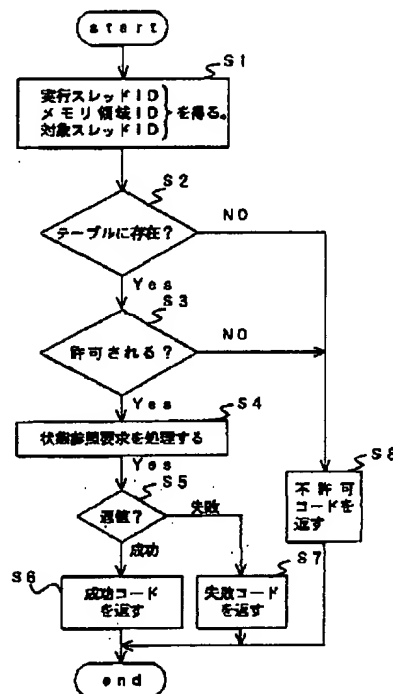 start
S1
実行スレッドID
メモリ領域ID
対象スレッドID
を得る。
S2
テーブルに存在?
NO
Yes
S3
許可される?
NO
Yes
S4
状態参照要求を処理する
Yes
S5
返値?
失敗
成功
S8
不許可
コードを
返す
S6
成功コード
を返す
S7
失敗コード
を返す
end